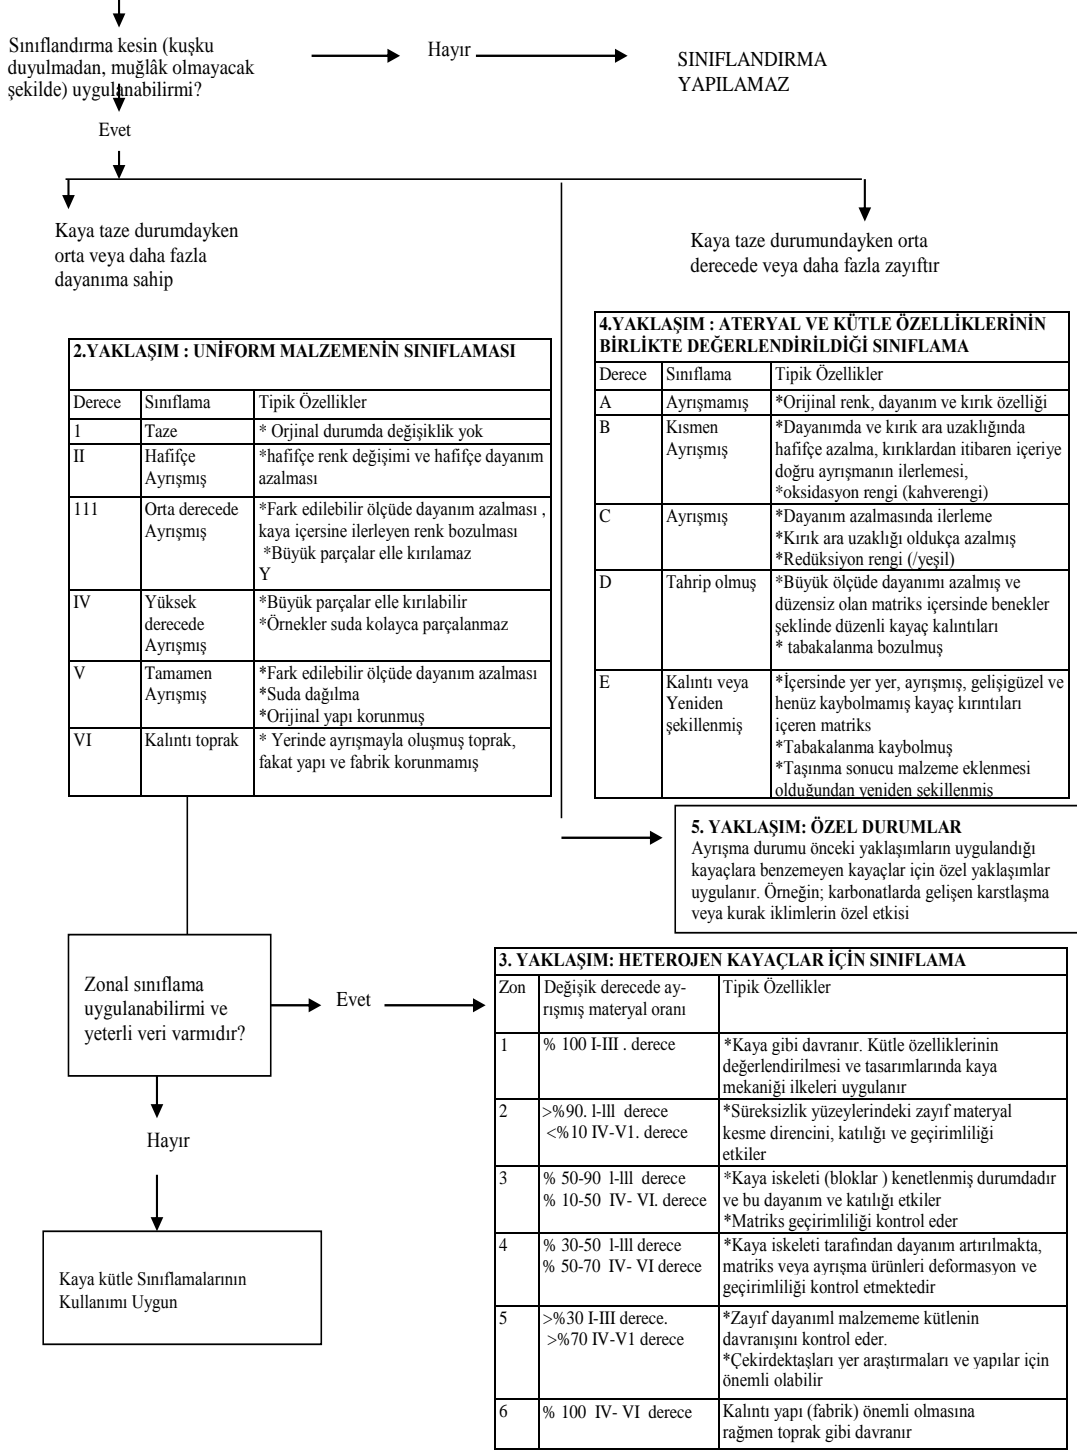 Sınıflandırma kesin (kuşku
duyulmadan, muğlâk olmayacak
şekilde) uygulanabilirmi?
Hayır
SINIFLANDIRMA
YAPILAMAZ
Evet
Kaya taze durumdayken
orta veya daha fazla
dayanıma sahip
Kaya taze durumundayken orta
derecede veya daha fazla zayıftır
2.YAKLAŞIM : UNİFORM MALZEMENİN SINIFLAMASI
Derece Sınıflama Tipik Özellikler
1 Taze * Orjinal durumda değişiklik yok
II Hafifçe *hafifçe renk değişimi ve hafifçe dayanım
Ayrışmış azalması
111 Orta derecede *Fark edilebilir ölçüde dayanım azalması ,
Ayrışmış kaya içersine ilerleyen renk bozulması
*Büyük parçalar elle kırılamaz
Y
IV Yüksek *Büyük parçalar elle kırılabilir
derecede *Örnekler suda kolayca parçalanmaz
Ayrışmış
V Tamamen *Fark edilebilir ölçüde dayanım azalması
Ayrışmış *Suda dağılma
*Orijinal yapı korunmuş
VI Kalıntı toprak * Yerinde ayrışmayla oluşmuş toprak,
fakat yapı ve fabrik korunmamış
4.YAKLAŞIM : ATERYAL VE KÜTLE ÖZELLİKLERİNİN
BİRLİKTE DEĞERLENDİRİLDİĞİ SINIFLAMA
Derece Sınıflama Tipik Özellikler
A Ayrışmamış *Orijinal renk, dayanım ve kırık özelliği
B Kısmen *Dayanımda ve kırık ara uzaklığında
Ayrışmış hafifçe azalma, kırıklardan itibaren içeriye
doğru ayrışmanın ilerlemesi,
*oksidasyon rengi (kahverengi)
C Ayrışmış *Dayanım azalmasında ilerleme
*Kırık ara uzaklığı oldukça azalmış
*Redüksiyon rengi (/yeşil)
D Tahrip olmuş *Büyük ölçüde dayanımı azalmış ve
düzensiz olan matriks içersinde benekler
şeklinde düzenli kayaç kalıntıları
* tabakalanma bozulmuş
E Kalıntı veya *İçersinde yer yer, ayrışmış, gelişigüzel ve
Yeniden henüz kaybolmamış kayaç kırıntıları
şekillenmiş içeren matriks
*Tabakalanma kaybolmuş
*Taşınma sonucu malzeme eklenmesi
olduğundan yeniden şekillenmiş
5. YAKLAŞIM: ÖZEL DURUMLAR
Ayrışma durumu önceki yaklaşımların uygulandığı
kayaçlara benzemeyen kayaçlar için özel yaklaşımlar
uygulanır. Örneğin; karbonatlarda gelişen karstlaşma
veya kurak iklimlerin özel etkisi
Zonal sınıflama
uygulanabilirmi ve
yeterli veri varmıdır?
Evet
Hayır
Kaya kütle Sınıflamalarının
Kullanımı Uygun
3. YAKLAŞIM: HETEROJEN KAYAÇLAR İÇİN SINIFLAMA
Zon Değişik derecede ay- Tipik Özellikler
rışmış materyal oranı
1 % 100 I-III . derece *Kaya gibi davranır. Kütle özelliklerinin
değerlendirilmesi ve tasarımlarında kaya
mekaniği ilkeleri uygulanır
2 >%90. l-lll derece *Süreksizlik yüzeylerindeki zayıf materyal
<%10 IV-V1. derece kesme direncini, katılığı ve geçirimliliği
etkiler
3 % 50-90 l-lll derece *Kaya iskeleti (bloklar ) kenetlenmiş durumdadır
% 10-50 IV- VI. derece ve bu dayanım ve katılığı etkiler
*Matriks geçirimliliği kontrol eder
4 % 30-50 l-lll derece *Kaya iskeleti tarafından dayanım artırılmakta,
% 50-70 IV- VI derece matriks veya ayrışma ürünleri deformasyon ve
geçirimliliği kontrol etmektedir
5 >%30 I-III derece. *Zayıf dayanıml malzememe kütlenin
>%70 IV-V1 derece davranışını kontrol eder.
*Çekirdektaşları yer araştırmaları ve yapılar için
önemli olabilir
6 % 100 IV- VI derece Kalıntı yapı (fabrik) önemli olmasına
rağmen toprak gibi davranır